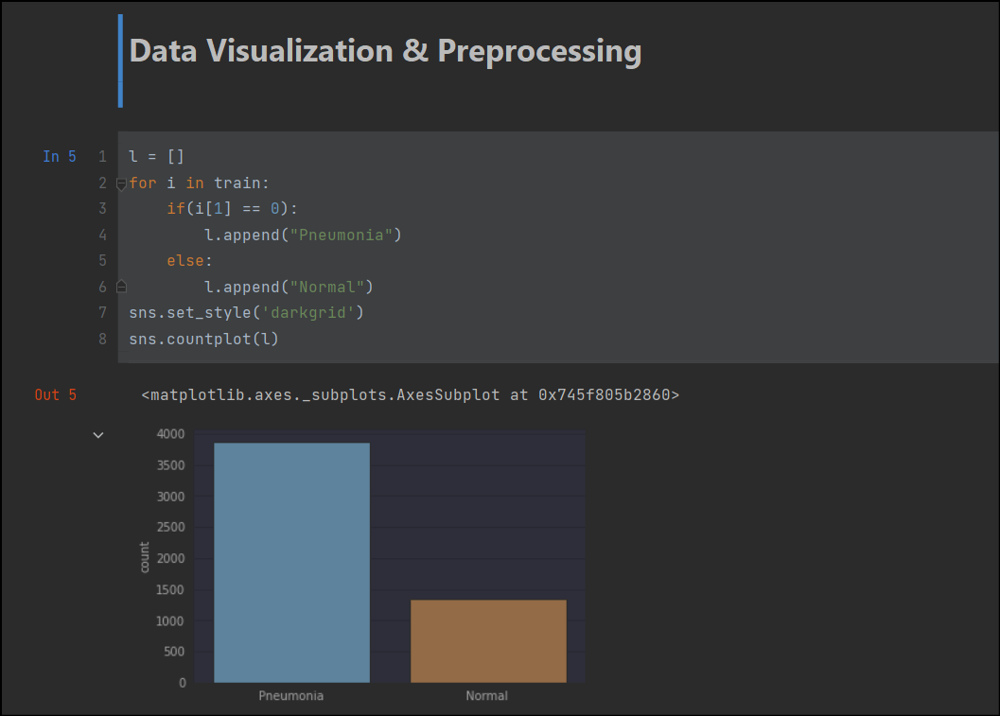 Data Visualization & Preprocessing
In 5
1 l = []
2 for i in train:
3     if(i[1] == 0):
4         l.append("Pneumonia")
5     else:
6         l.append("Normal")
7 sns.set_style('darkgrid')
8 sns.countplot(l)
Out 5
<matplotlib.axes._subplots.AxesSubplot at 0x745f805b2860>
4000
3500
3000
2500
2000
1500
1000
500
0
count
Pneumonia Normal